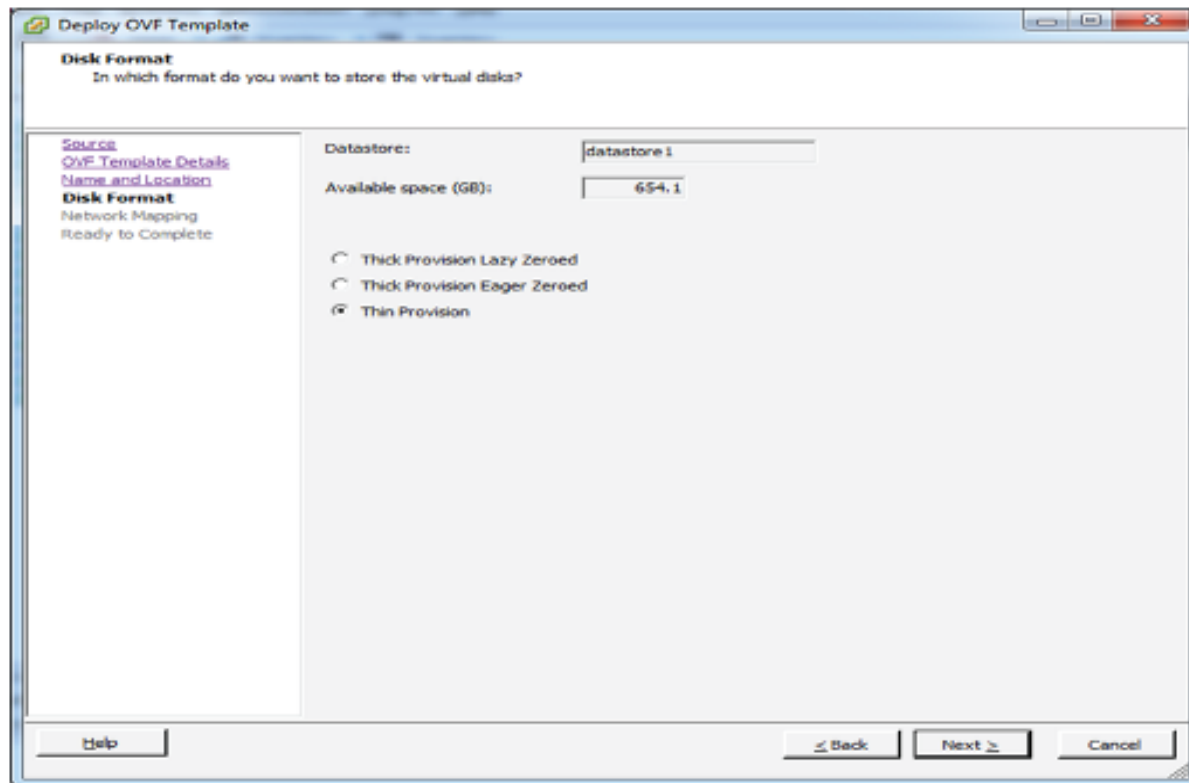 Deploy OVF Template
Disk Format
In which format do you want to store the virtual disks?
Source
OVF Template Details
Name and Location
Disk Format
Network Mapping
Ready to Complete
Datastore:
datastore1
Available space (GB):
654.1
Thick Provision Lazy Zeroed
Thick Provision Eager Zeroed
Thin Provision
Help
< Back
Next >
Cancel